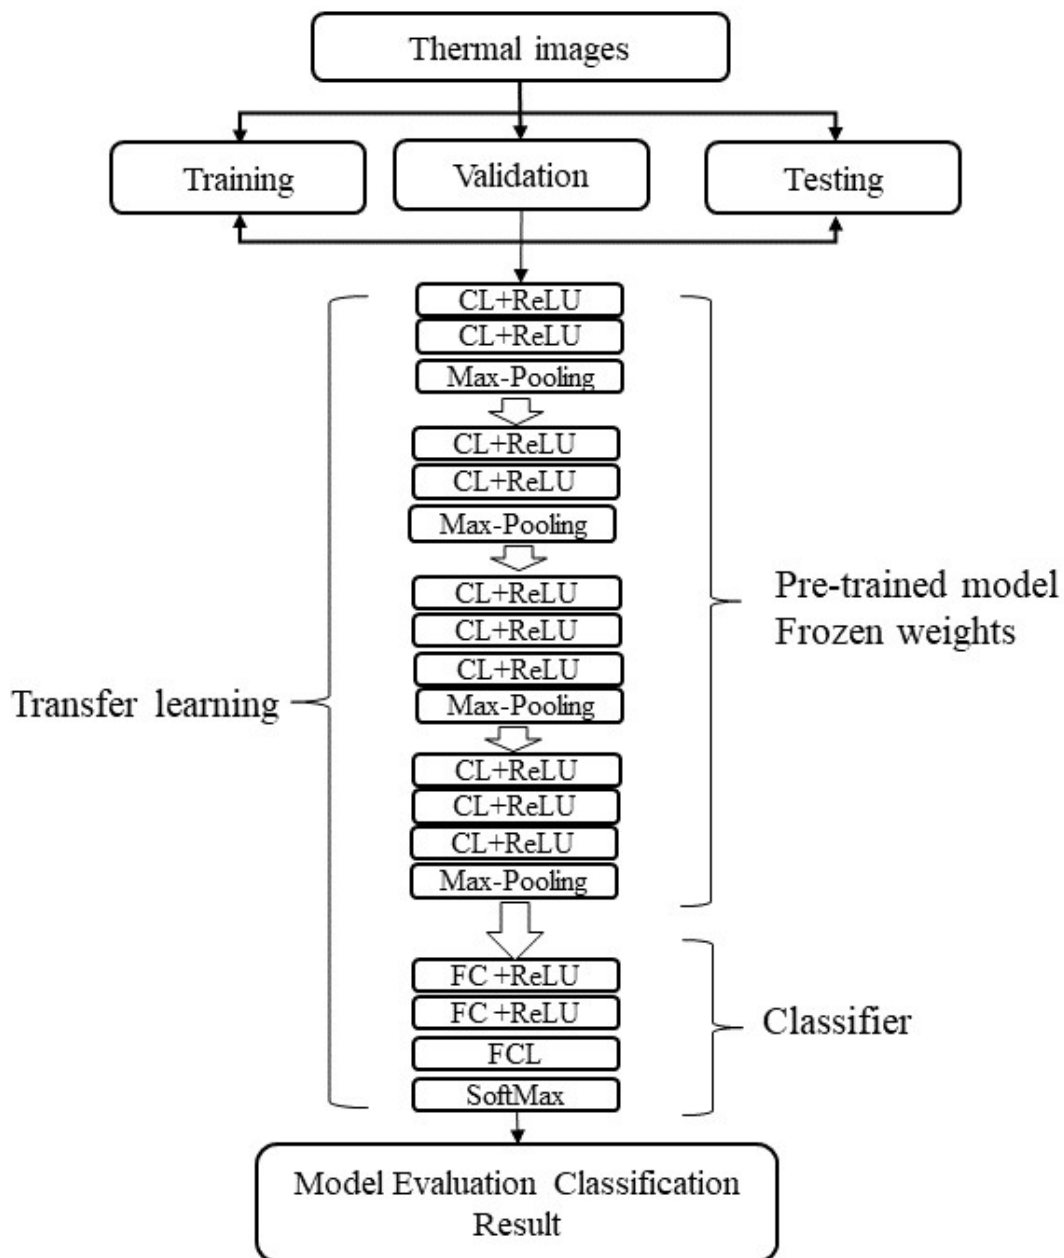 Thermal images
Training
Validation
Testing
CL+ReLU
CL+ReLU
Max-Pooling
CL+ReLU
CL+ReLU
Max-Pooling
CL+ReLU
CL+ReLU
CL+ReLU
Max-Pooling
CL+ReLU
CL+ReLU
CL+ReLU
Max-Pooling
Pre-trained model
Frozen weights
Transfer learning
FC +ReLU
FC +ReLU
FCL
SoftMax
Classifier
Model Evaluation Classification
Result